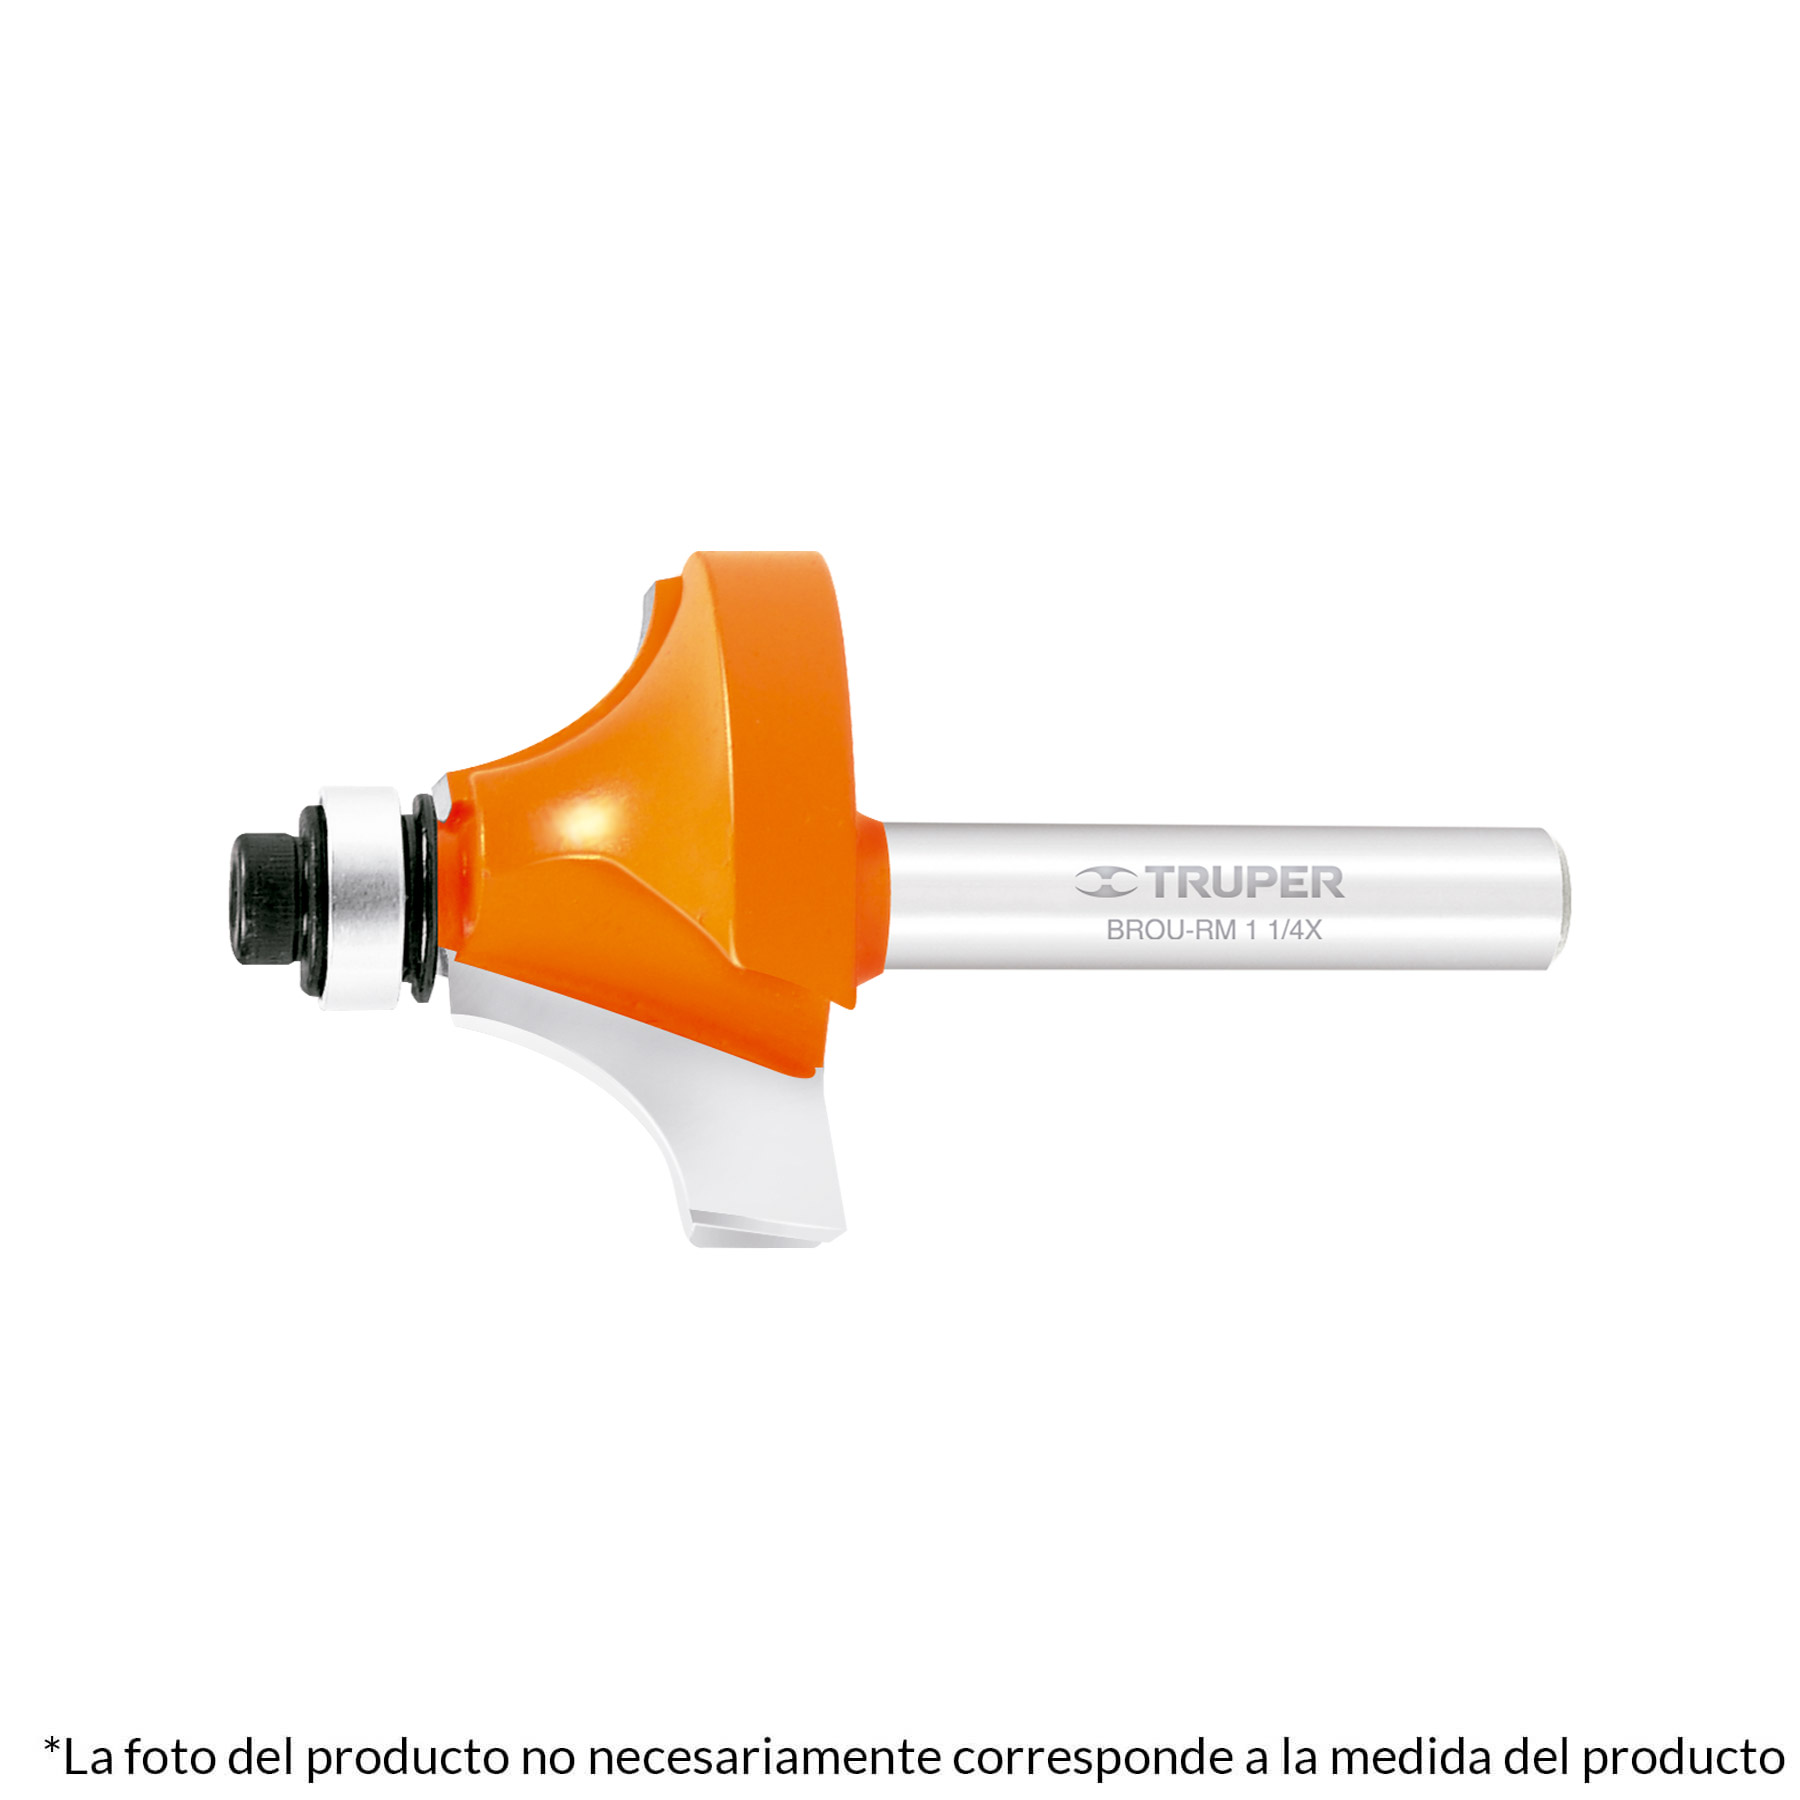 TRUPER
BROU-RM 1 1/4X
*La foto del producto no necesariamente corresponde a la medida del producto